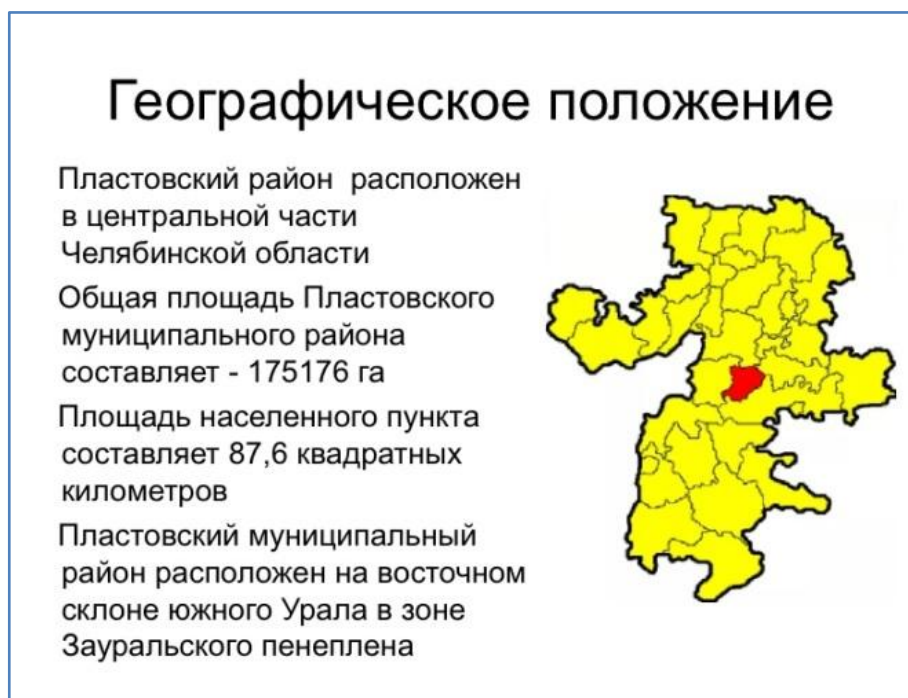 Географическое положение
Пластовский район расположен
в центральной части
Челябинской области
Общая площадь Пластовского
муниципального района
составляет - 175176 га
Площадь населенного пункта
составляет 87,6 квадратных
километров
Пластовский муниципальный
район расположен на восточном
склоне южного Урала в зоне
Зауральского пенеплена